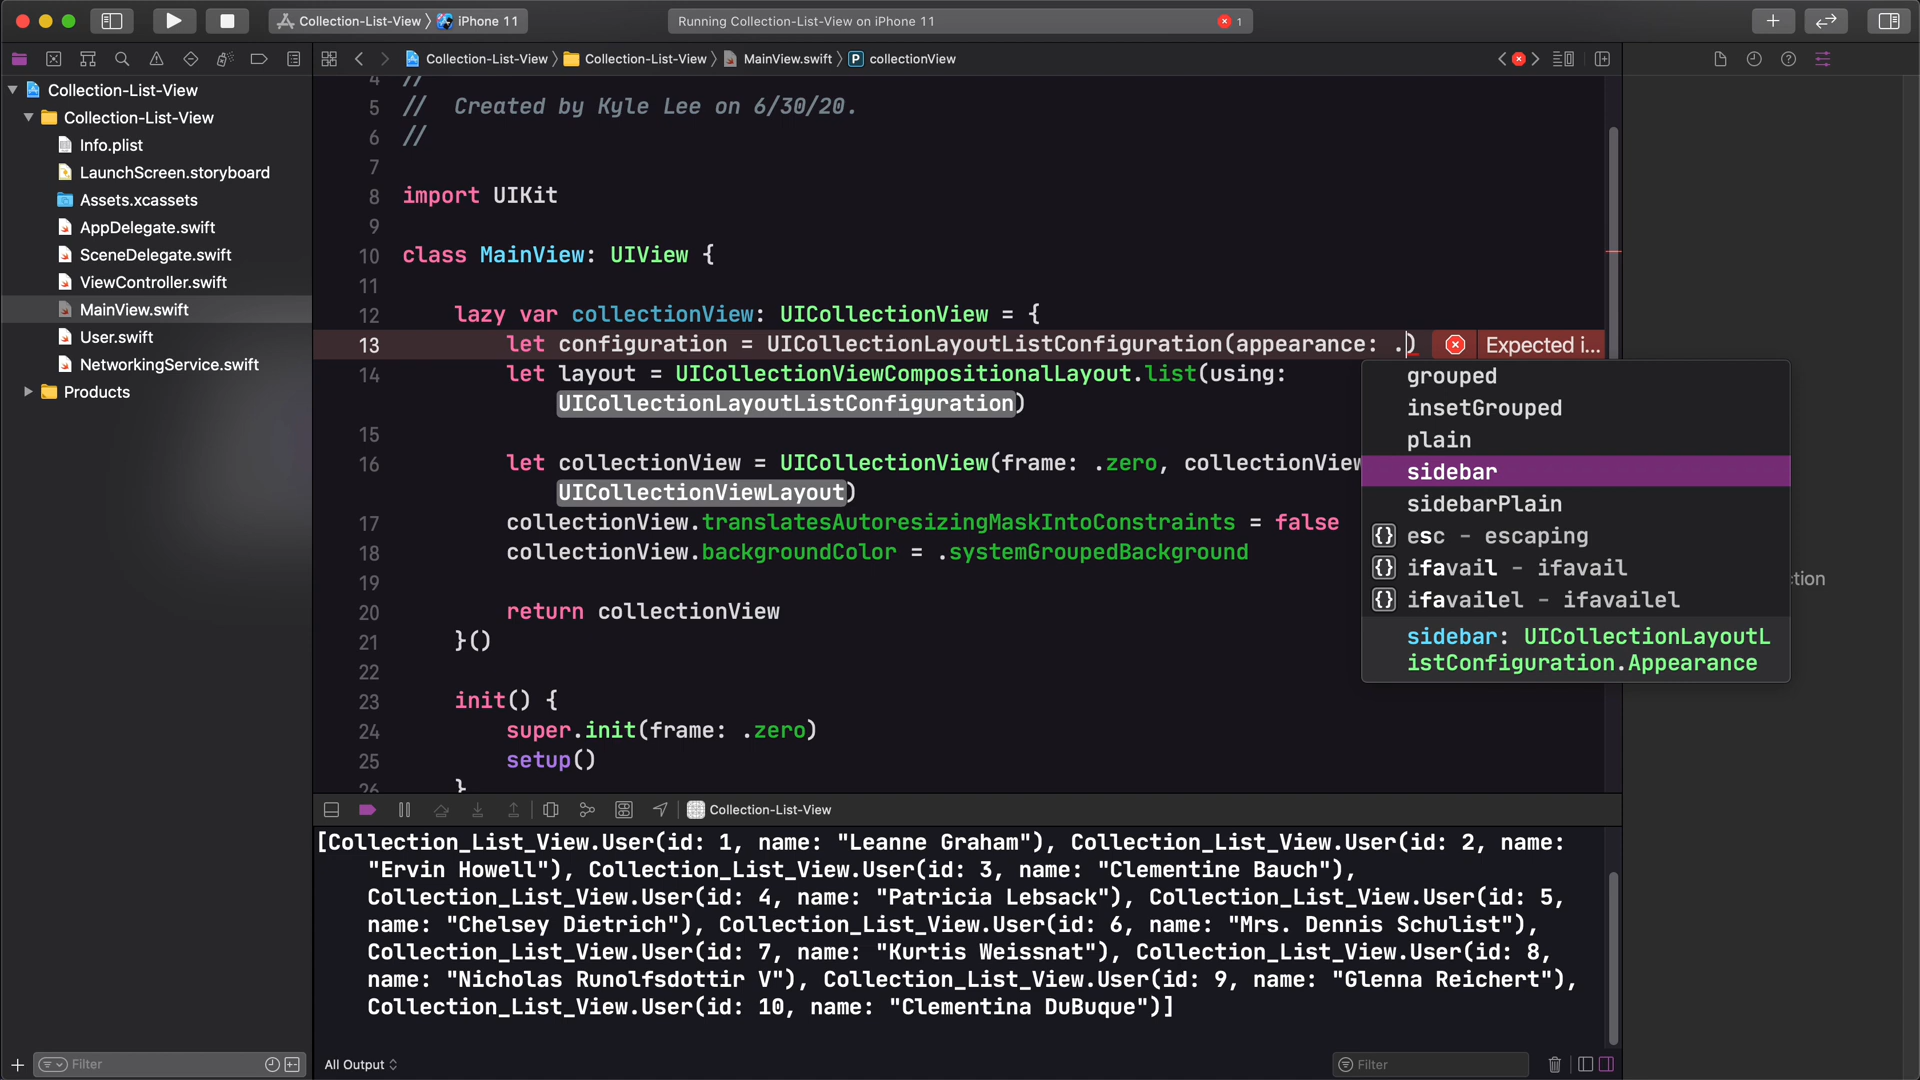 Collection-List-View
iPhone 11
Running Collection-List-View on iPhone 11
1
Collection-List-View
Collection-List-View
MainView.swift
P
collectionView
Collection-List-View
Collection-List-View
Info.plist
LaunchScreen.storyboard
Assets.xcassets
AppDelegate.swift
SceneDelegate.swift
ViewController.swift
MainView.swift
User.swift
NetworkingService.swift
Products
4 //
5 //  Created by Kyle Lee on 6/30/20.
6 //
7
8 import UIKit
9
10 class MainView: UIView {
11
12 lazy var collectionView: UICollectionView = {
13 let configuration = UICollectionLayoutListConfiguration(appearance: .)
Expected i...
14 let layout = UICollectionViewCompositionalLayout.list(using:
UICollectionLayoutListConfiguration)
15
16 let collectionView = UICollectionView(frame: .zero, collectionView
UICollectionViewLayout)
17 collectionView.translatesAutoresizingMaskIntoConstraints = false
18 collectionView.backgroundColor = .systemGroupedBackground
19
20 return collectionView
21 }()
22
23 init() {
24 super.init(frame: .zero)
25 setup()
26 }
grouped
insetGrouped
plain
sidebar
sidebarPlain
{} esc - escaping
{} ifavail - ifavail
{} ifavailel - ifavailel
sidebar: UICollectionLayoutL
istConfiguration.Appearance
ction
Collection-List-View
[Collection_List_View.User(id: 1, name: "Leanne Graham"), Collection_List_View.User(id: 2, name:
"Ervin Howell"), Collection_List_View.User(id: 3, name: "Clementine Bauch"),
Collection_List_View.User(id: 4, name: "Patricia Lebsack"), Collection_List_View.User(id: 5,
name: "Chelsey Dietrich"), Collection_List_View.User(id: 6, name: "Mrs. Dennis Schulist"),
Collection_List_View.User(id: 7, name: "Kurtis Weissnat"), Collection_List_View.User(id: 8,
name: "Nicholas Runolfsdottir V"), Collection_List_View.User(id: 9, name: "Glenna Reichert"),
Collection_List_View.User(id: 10, name: "Clementina DuBuque")]
Filter
All Output
Filter